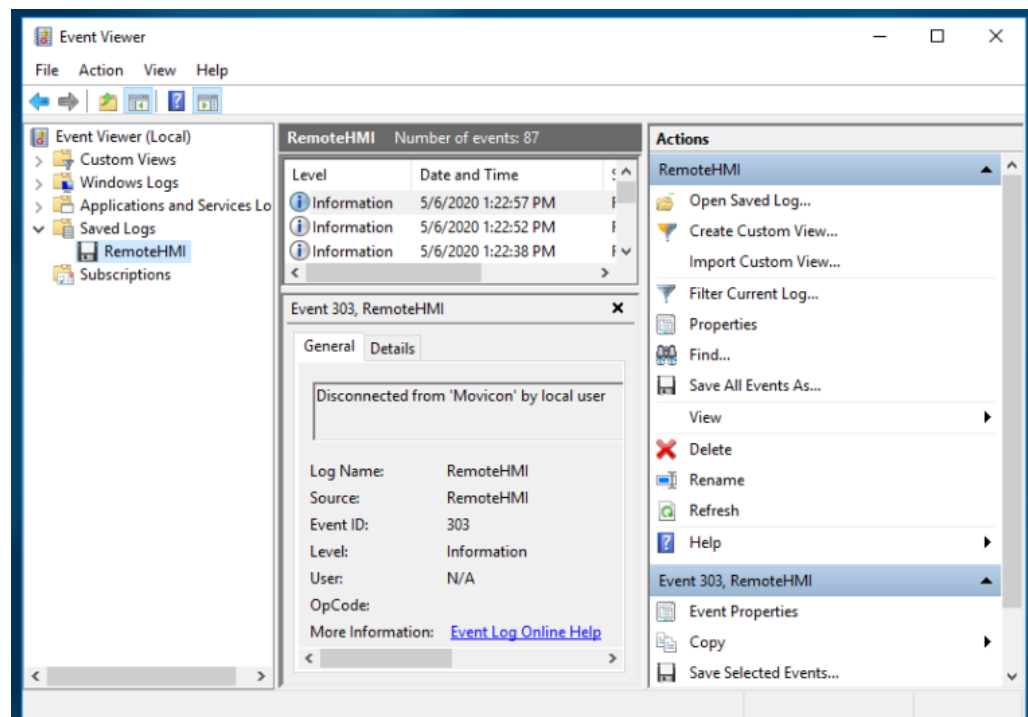 Event Viewer
File Action View Help
Event Viewer (Local)
Custom Views
Windows Logs
Applications and Services Lo
Saved Logs
RemoteHMI
Subscriptions
RemoteHMI Number of events: 87
Level Date and Time
Information 5/6/2020 1:22:57 PM
Information 5/6/2020 1:22:52 PM
Information 5/6/2020 1:22:38 PM
Event 303, RemoteHMI
General Details
Disconnected from 'Movicon' by local user
Log Name: RemoteHMI
Source: RemoteHMI
Event ID: 303
Level: Information
User: N/A
OpCode:
More Information: Event Log Online Help
Actions
RemoteHMI
Open Saved Log...
Create Custom View...
Import Custom View...
Filter Current Log...
Properties
Find...
Save All Events As...
View
Delete
Rename
Refresh
Help
Event 303, RemoteHMI
Event Properties
Copy
Save Selected Events...